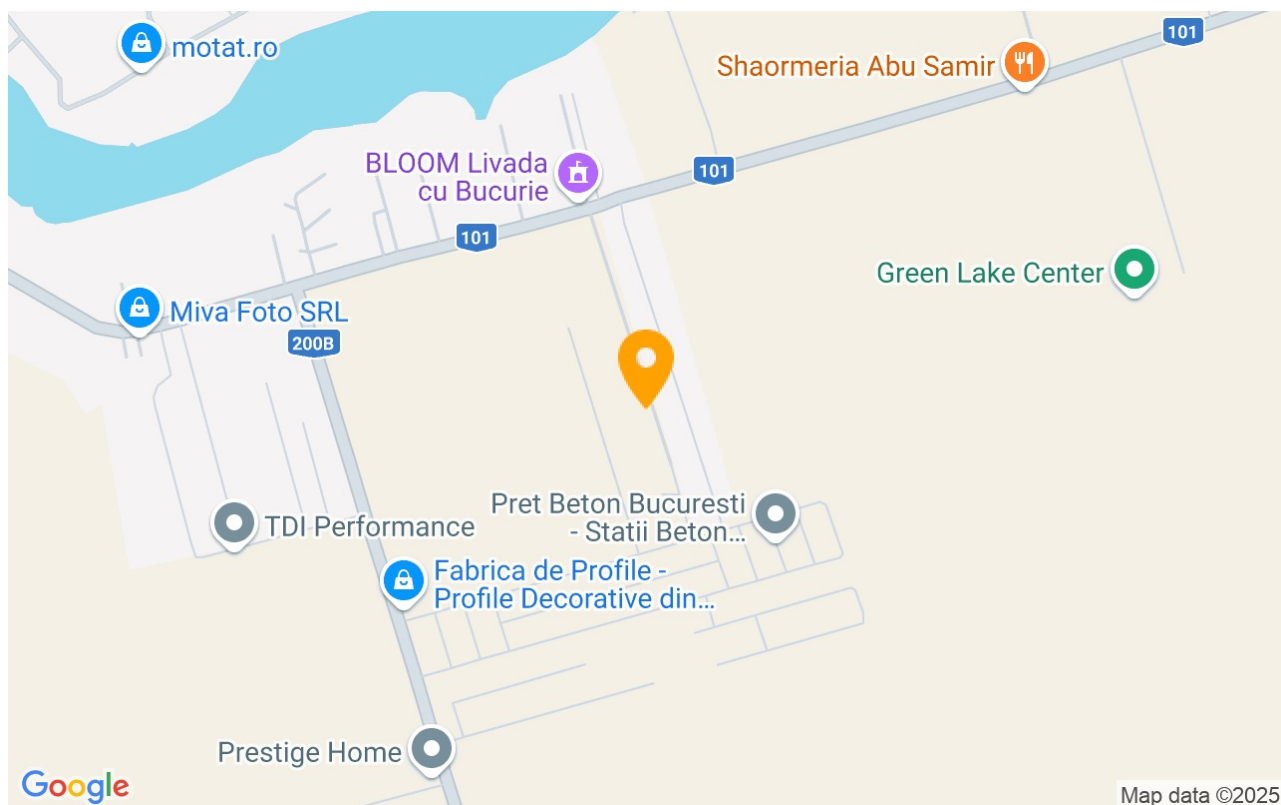 motat.ro
101
Shaormeria Abu Samir
BLOOM Livada
cu Bucurie
101
101
Green Lake Center
Miva Foto SRL
200B
Pret Beton Bucuresti
- Statii Beton...
TDI Performance
Fabrica de Profile -
Profile Decorative din...
Prestige Home
Google
Map data ©2025